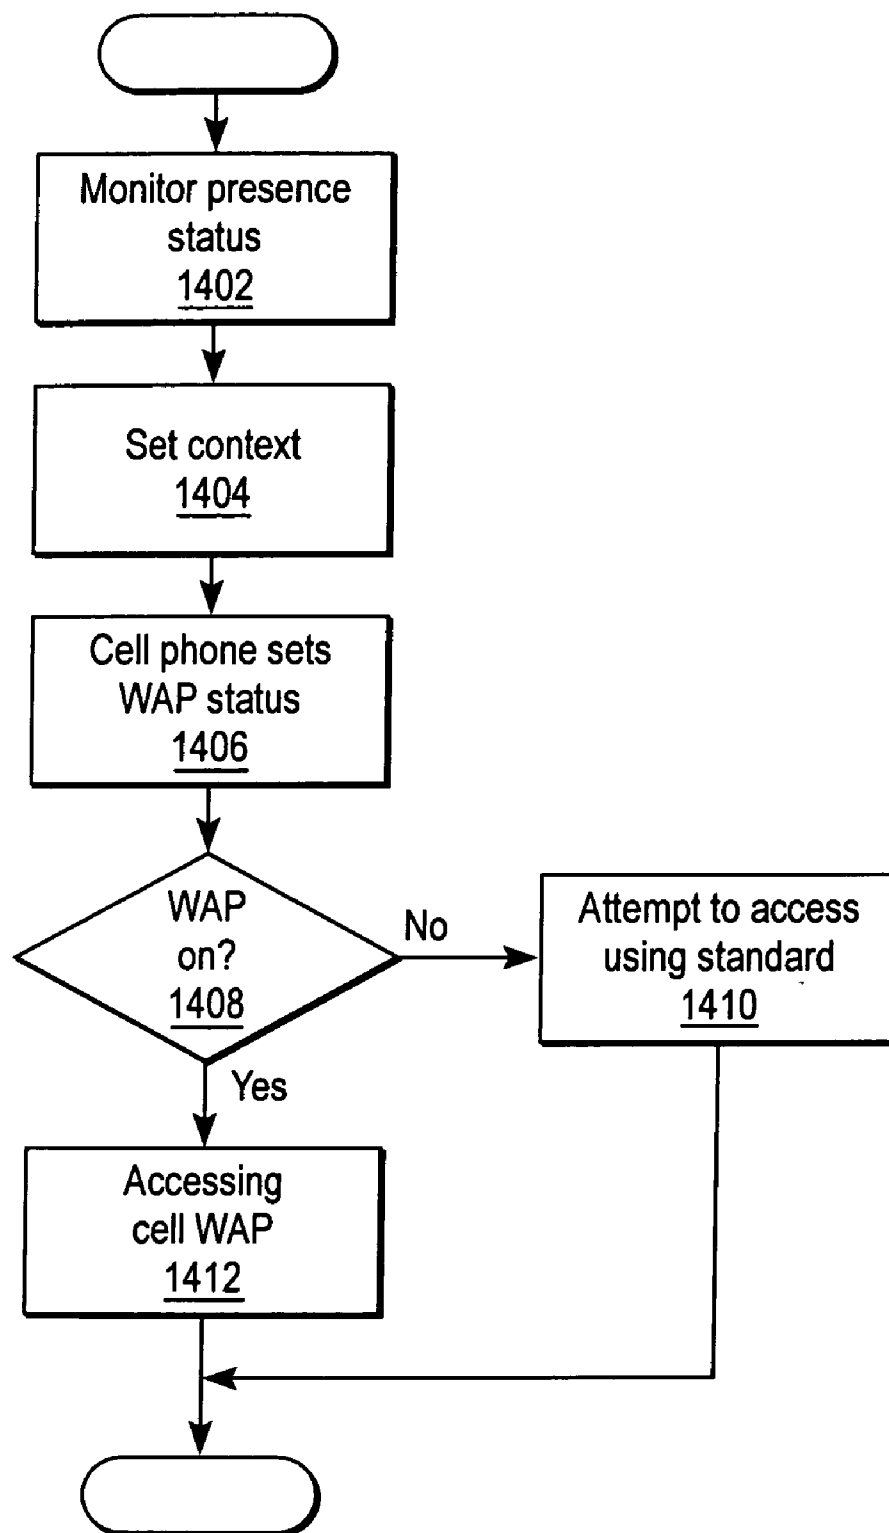 Monitor presence
status
1402
Set context
1404
Cell phone sets
WAP status
1406
WAP
on?
1408
No
Attempt to access
using standard
1410
Yes
Accessing
cell WAP
1412